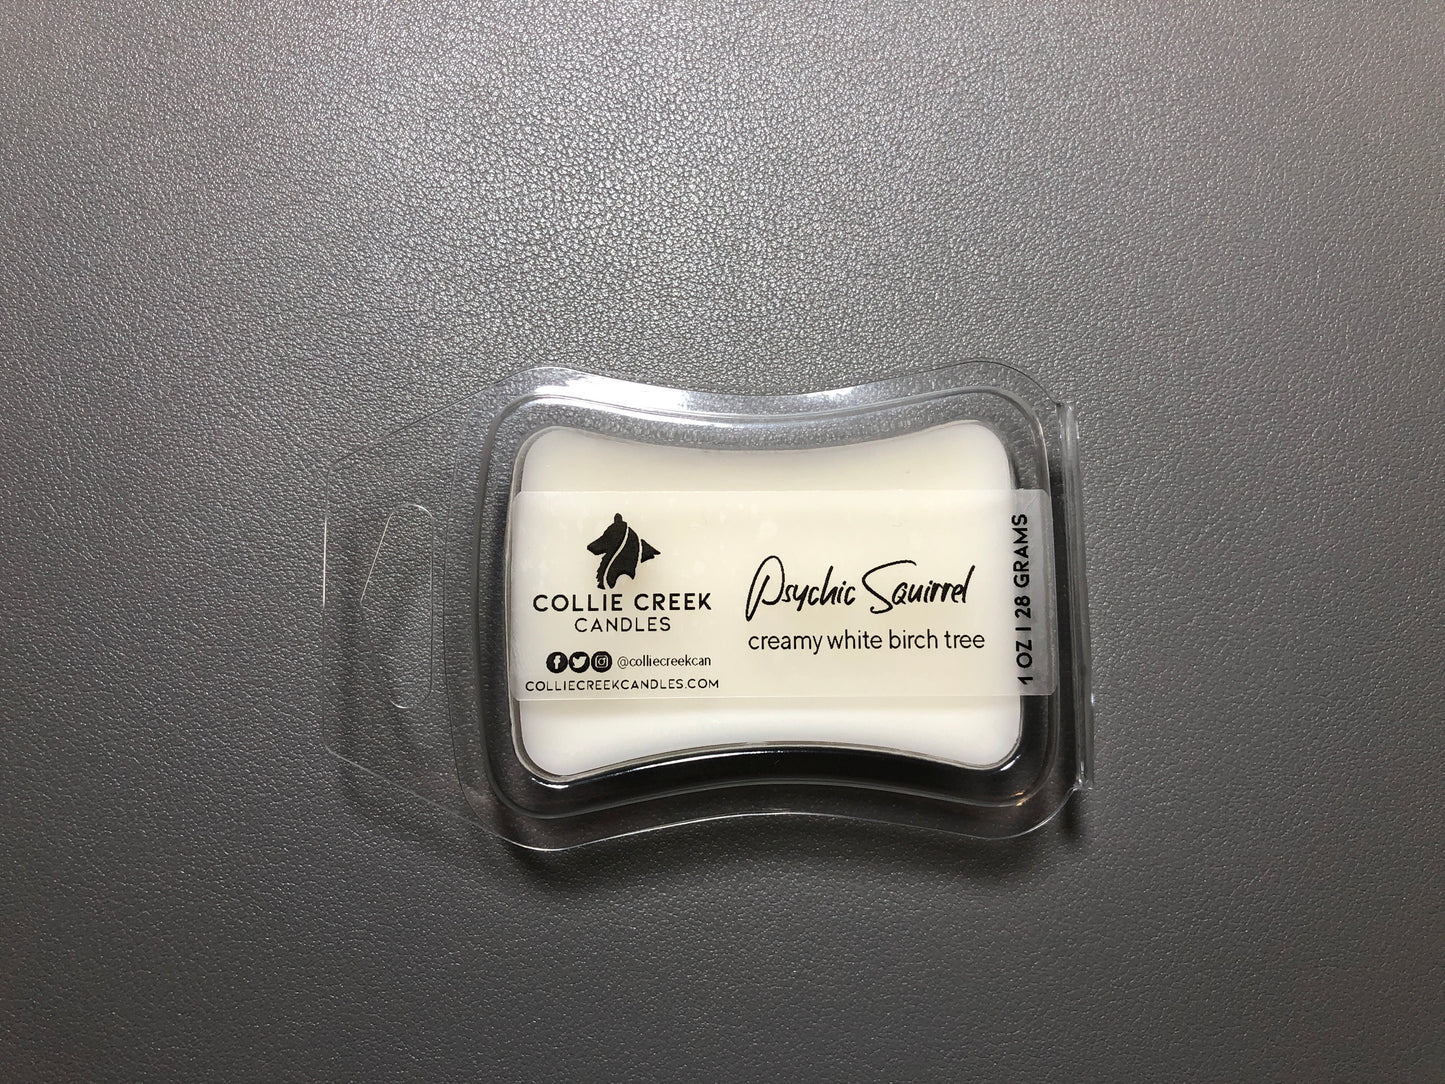 COLLIE CREEK
CANDLES
@colliecreekcan
COLLIECREEKCANDLES.COM
Psychic Squirrel
creamy white birch tree
1 OZ | 28 GRAMS